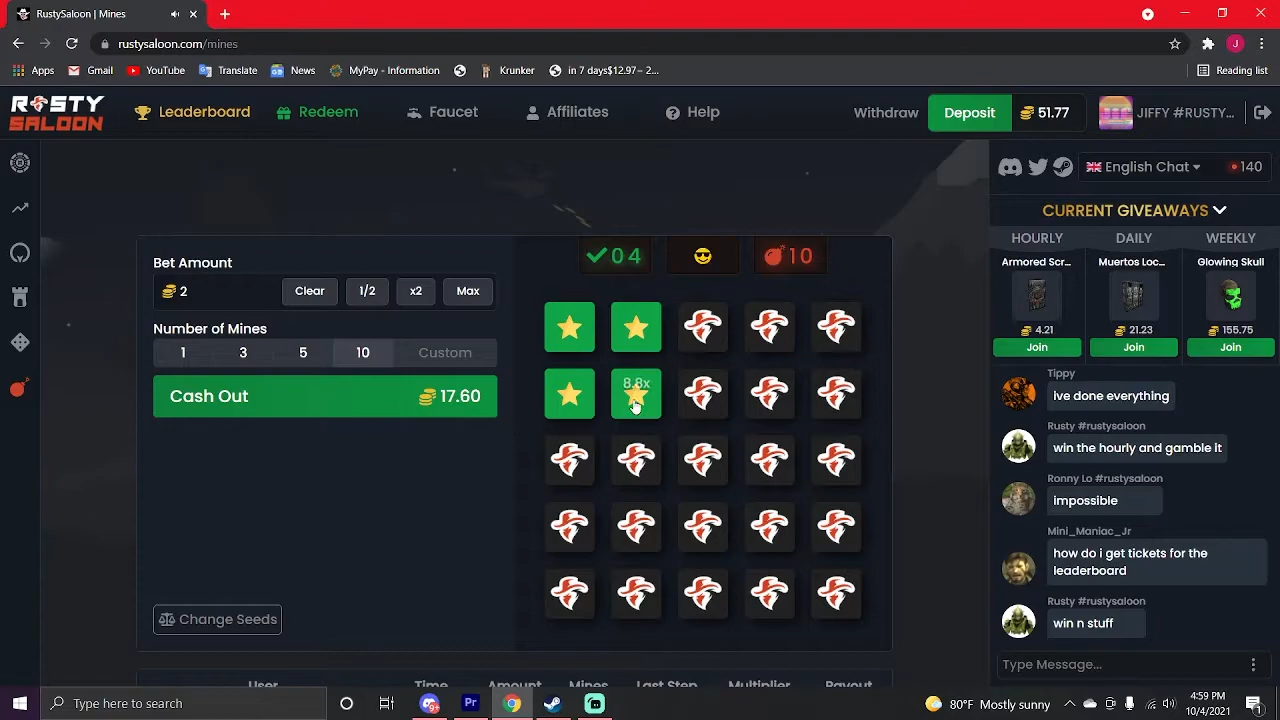 RustySaloon | Mines
rustysaloon.com/mines
Apps
Gmail
YouTube
Translate
News
MyPay - Information
Krunker
in 7 days$12.97– 2...
Reading list
RUSTY
SALOON
Leaderboard
Redeem
Faucet
Affiliates
Help
Withdraw
Deposit
51.77
JIFFY #RUSTY...
English Chat
140
CURRENT GIVEAWAYS
HOURLY
DAILY
WEEKLY
Armored Scr..
Muertos Loc..
Glowing Skull
4.21
21.23
155.75
Join
Join
Join
Bet Amount
2
Clear
1/2
x2
Max
Number of Mines
1
3
5
10
Custom
Cash Out
17.60
Change Seeds
04
10
8.8x
Tippy
ive done everything
Rusty #rustysaloon
win the hourly and gamble it
Ronny Lo #rustysaloon
impossible
Mini_Maniac_Jr
how do i get tickets for the
leaderboard
Rusty #rustysaloon
win n stuff
Type Message...
User
Time
Amount
Mines
Last Step
Multiplier
Payout
Type here to search
Pr
80°F Mostly sunny
4:59 PM
10/4/2021